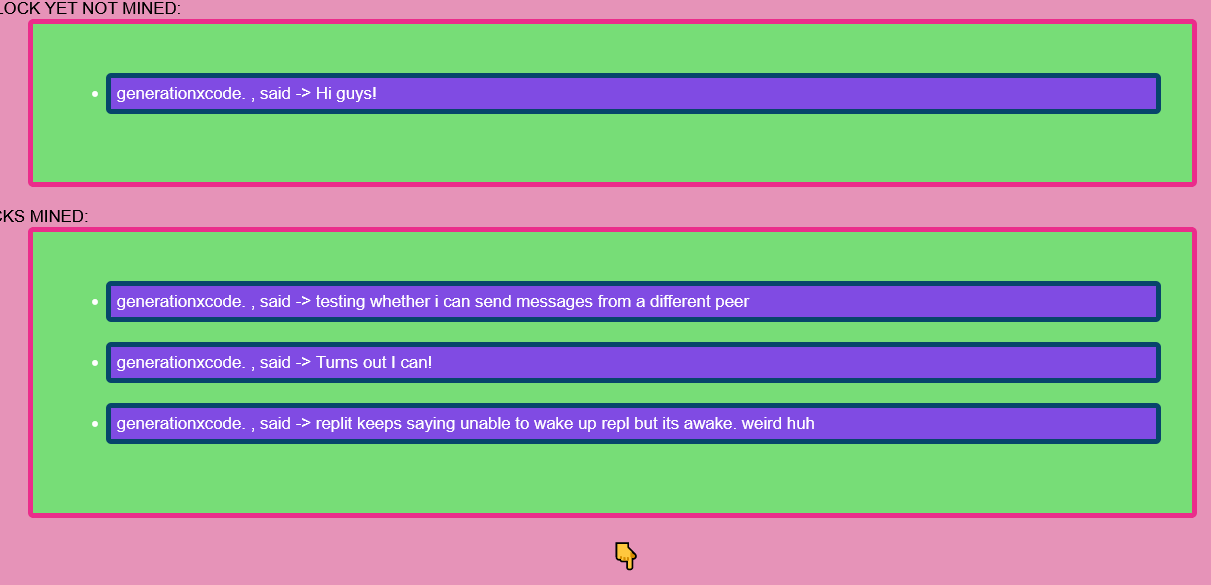 LOCK YET NOT MINED:
generationxcode. , said -> Hi guys!
CKS MINED:
generationxcode. , said -> testing whether i can send messages from a different peer
generationxcode. , said -> Turns out I can!
generationxcode. , said -> replit keeps saying unable to wake up repl but its awake. weird huh